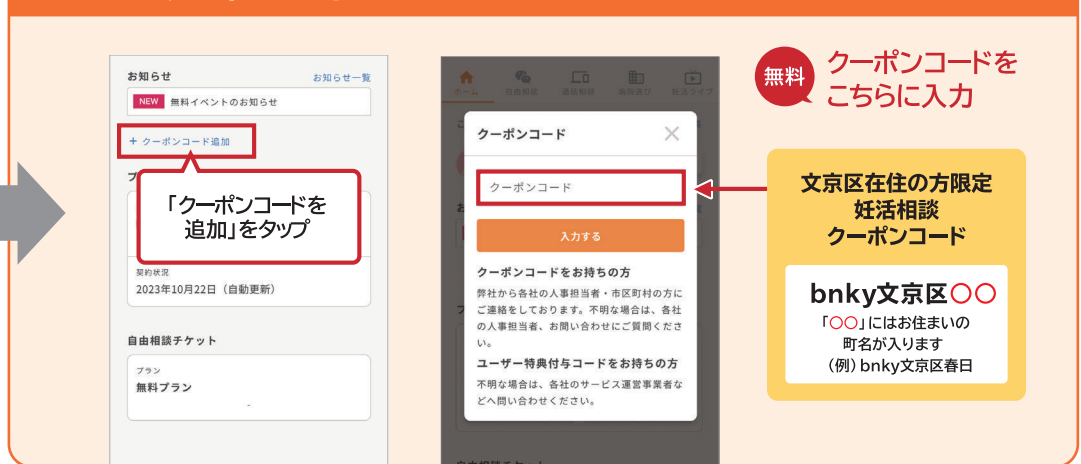 お知らせ
お知らせ一覧
NEW 無料イベントのお知らせ
+ クーポンコード追加
「クーポンコードを
追加」をタップ
契約状況
2023年10月22日（自動更新）
自由相談チケット
プラン
無料プラン
-
ホーム 自由相談 通話相談 病院選び 妊活ライブ
クーポンコード
クーポンコード
入力する
クーポンコードをお持ちの方
弊社から各社の人事担当者・市区町村の方に
ご連絡をしております。不明な場合は、各社
の人事担当者、お問い合わせにご質問くださ
い。
ユーザー特典付与コードをお持ちの方
不明な場合は、各社のサービス運営事業者な
どへ問い合わせください。
無料
クーポンコードを
こちらに入力
文京区在住の方限定
妊活相談
クーポンコード
bnky文京区〇〇
「〇〇」にはお住まいの
町名が入ります
（例）bnky文京区春日